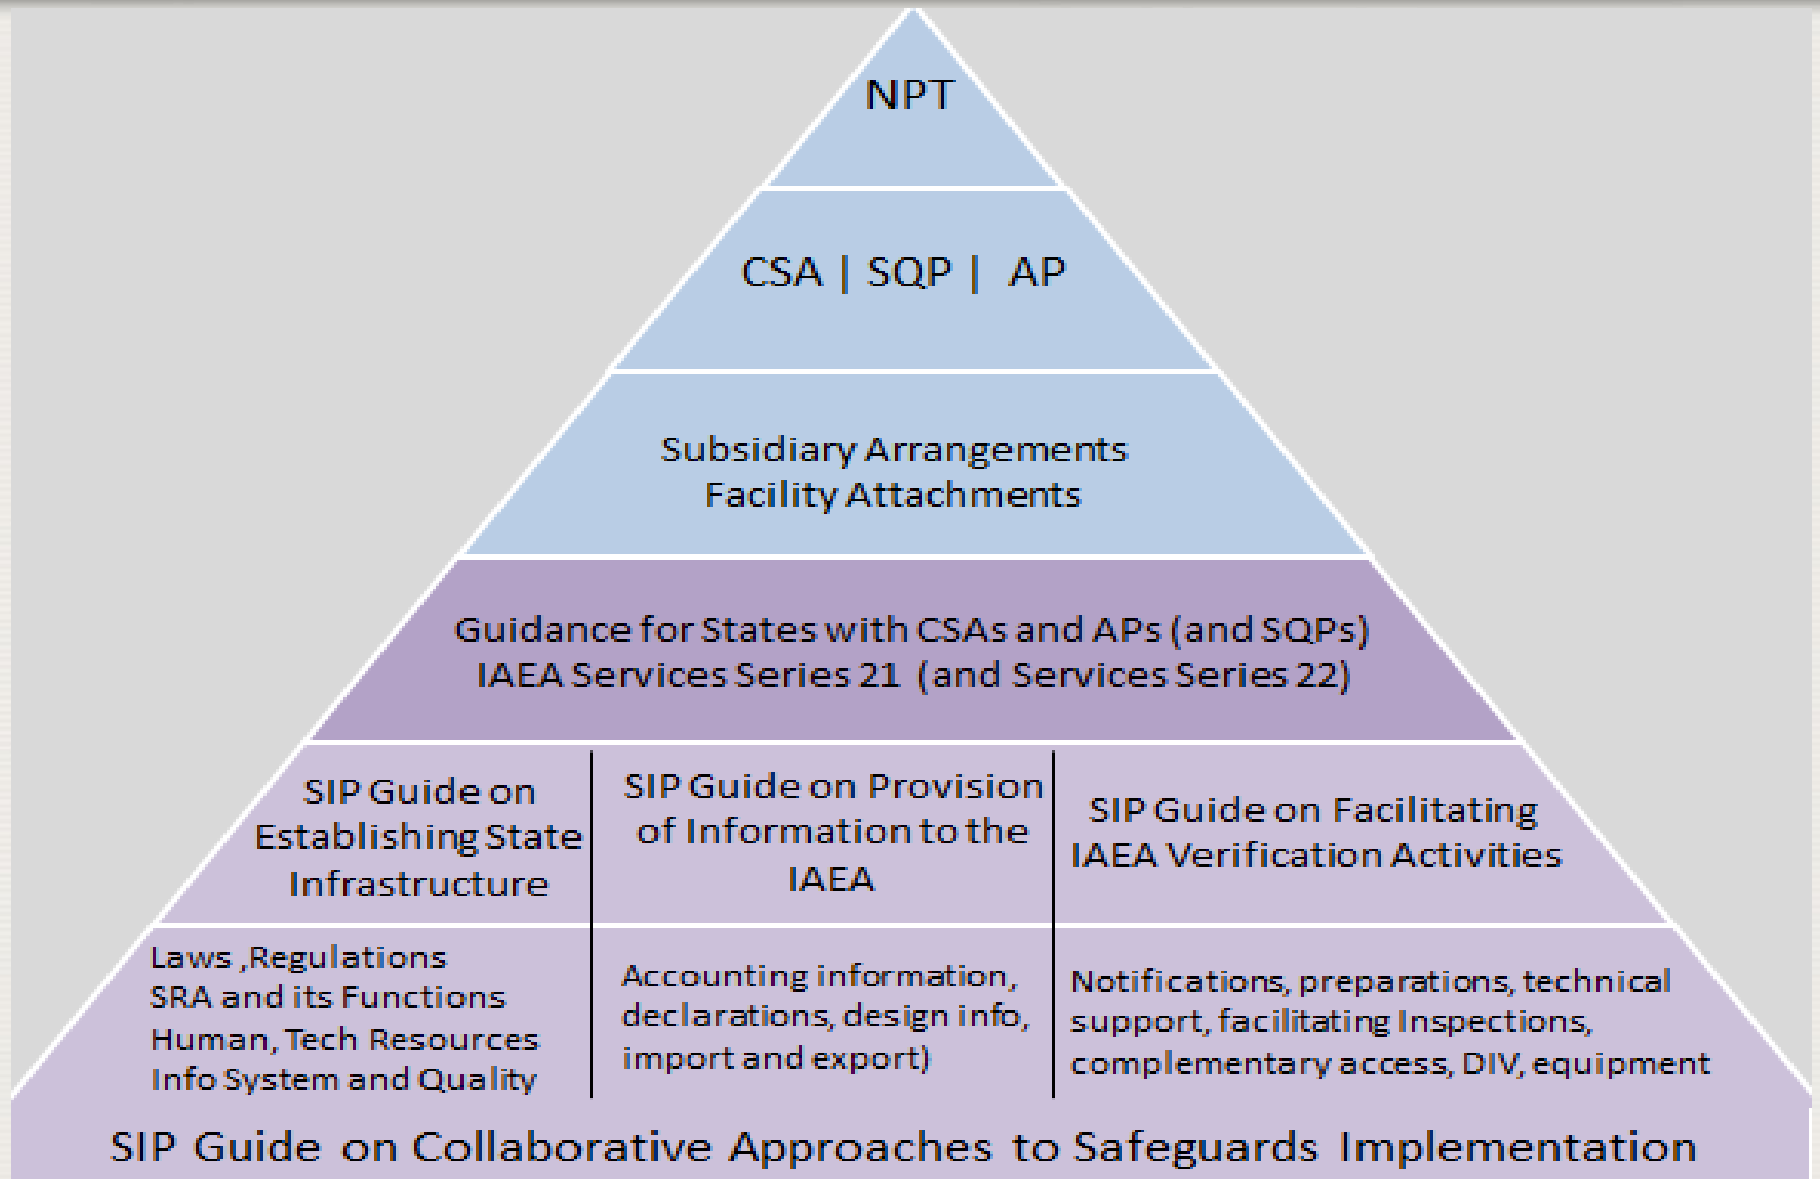 NPT
CSA | SQP | AP
Subsidiary Arrangements
Facility Attachments
Guidance for States with CSAs and APs (and SQPs)
IAEA Services Series 21 (and Services Series 22)
SIP Guide on
Establishing State
Infrastructure
SIP Guide on Provision
of Information to the
IAEA
SIP Guide on Facilitating
IAEA Verification Activities
Laws ,Regulations
SRA and its Functions
Human, Tech Resources
Info System and Quality
Accounting information,
declarations, design info,
import and export)
Notifications, preparations, technical
support, facilitating Inspections,
complementary access, DIV, equipment
SIP Guide on Collaborative Approaches to Safeguards Implementation